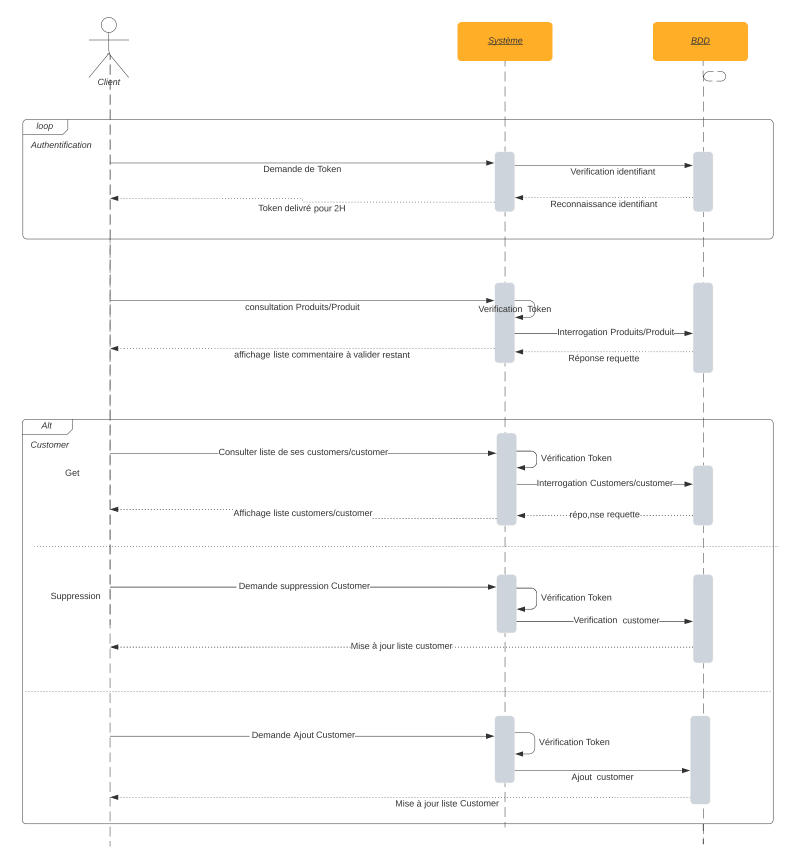 Système
BDD
Client
loop
Authentification
Demande de Token
Verification identifiant
Token delivré pour 2H
Reconnaissance identifiant
consultation Produits/Produit
Verification Token
Interrogation Produits/Produit
affichage liste commentaire à valider restant
Réponse requette
Alt
Customer
Get
Consulter liste de ses customers/customer
Vérification Token
Interrogation Customers/customer
Affichage liste customers/customer
répo,nse requette
Suppression
Demande suppression Customer
Vérification Token
Verification customer
Mise à jour liste customer
Demande Ajout Customer
Vérification Token
Ajout customer
Mise à jour liste Customer